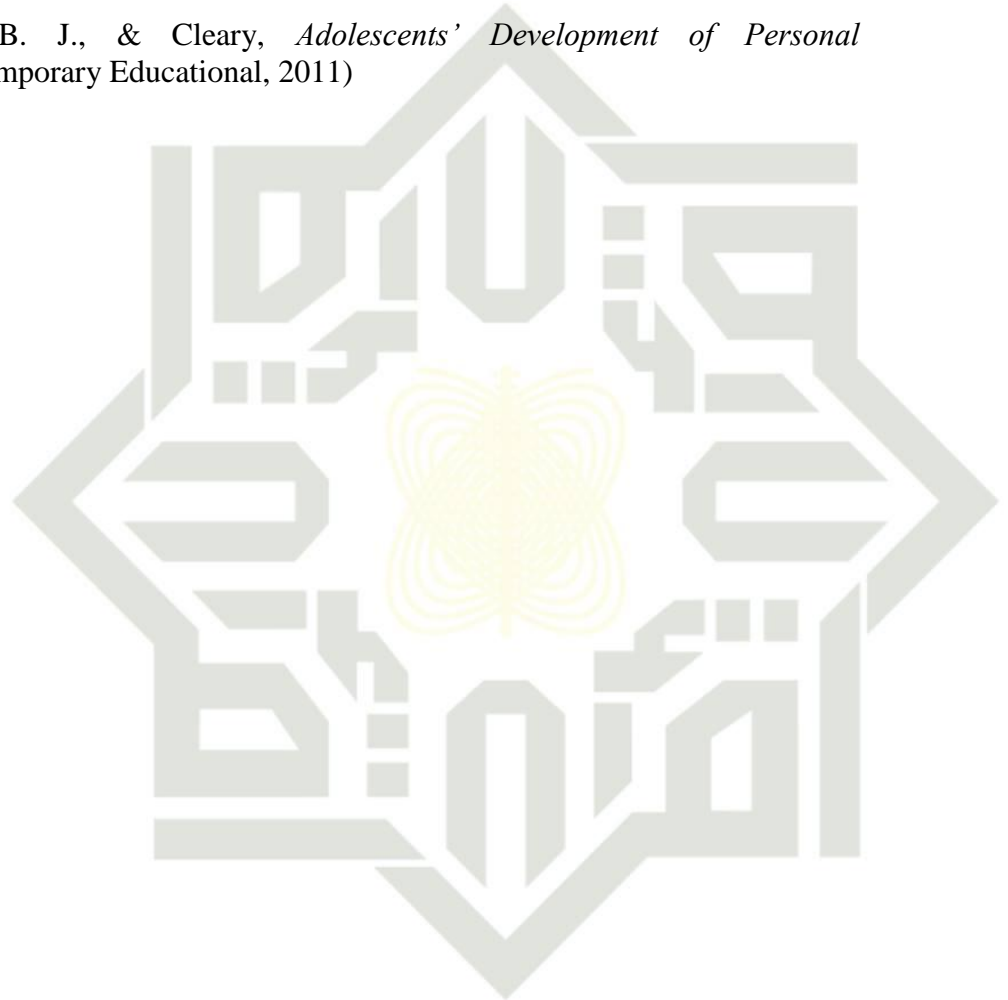 B. J., & Cleary, Adolescents’ Development of Personal
mporary Educational, 2011)